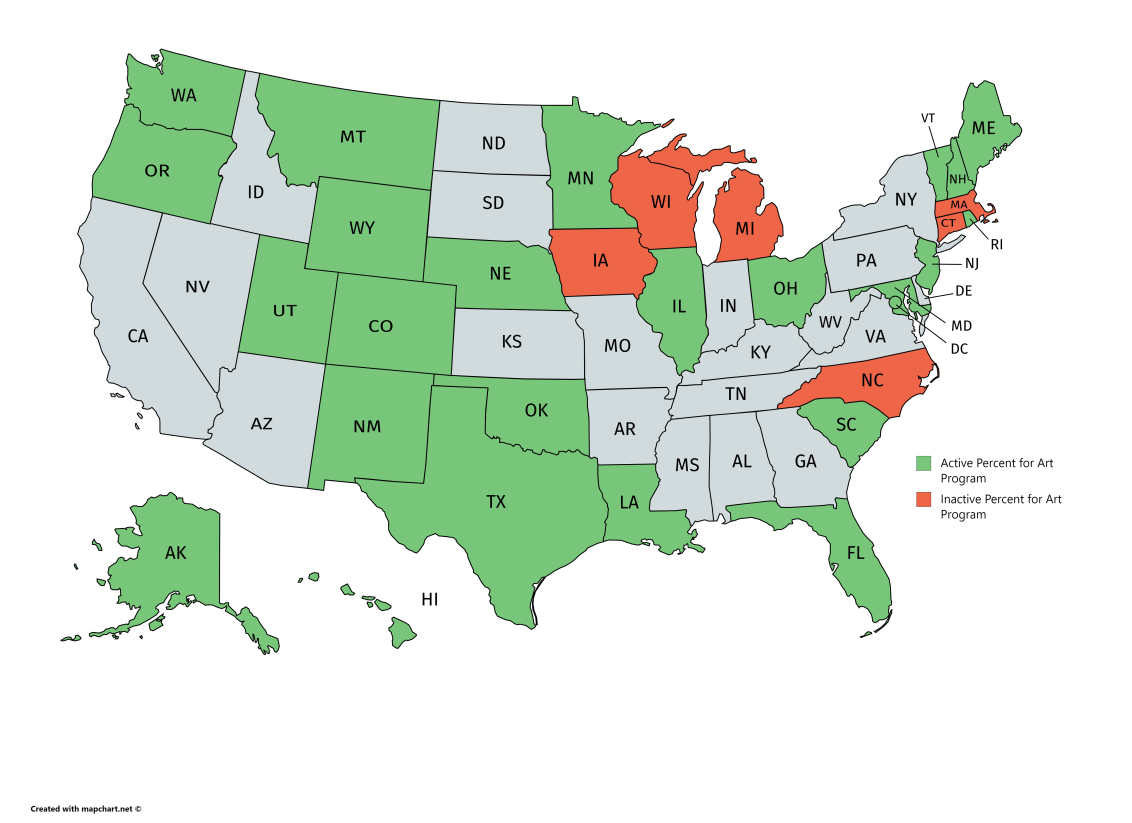 WA
MT
ND
MN
VT
ME
OR
ID
SD
WI
NH
NY
MA
WY
MI
CT
RI
NV
NE
IA
PA
NJ
UT
CO
IL
IN
OH
DE
CA
KS
MO
WV
VA
MD
KY
DC
AZ
NM
OK
AR
TN
NC
SC
TX
LA
MS
AL
GA
Active Percent for Art
Program
Inactive Percent for Art
Program
AK
HI
FL
Created with mapchart.net ©